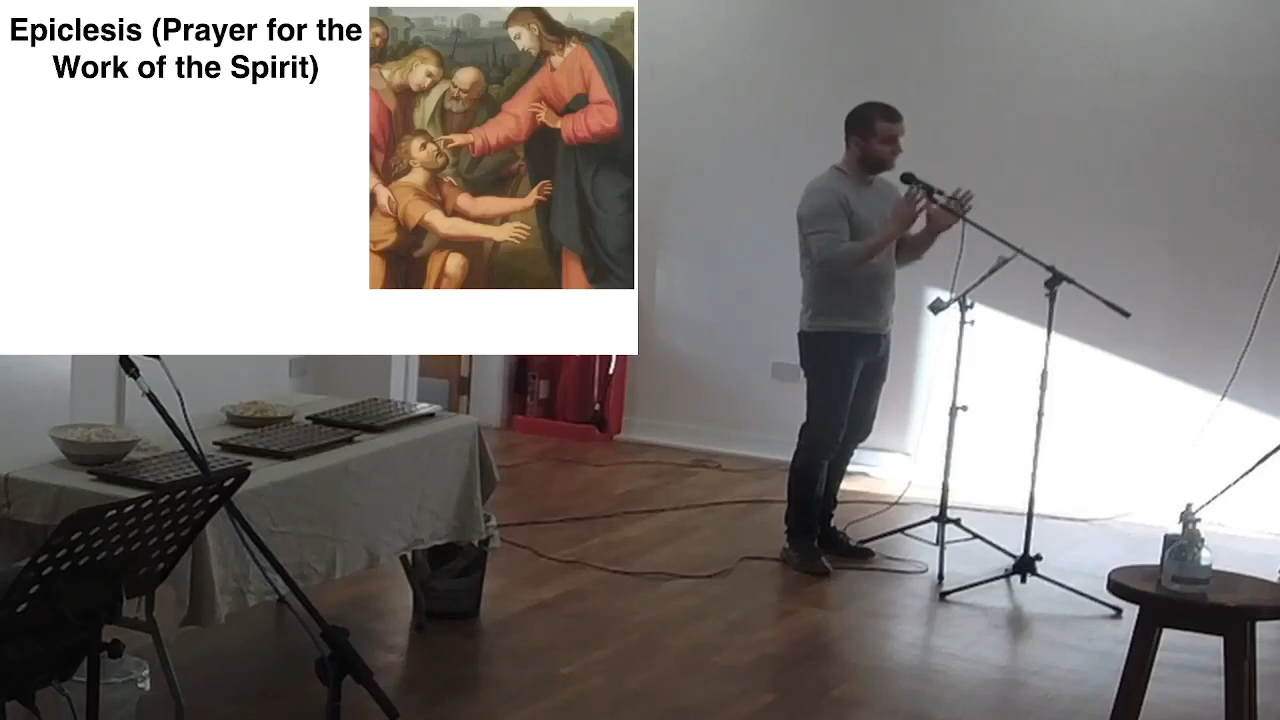 Epiclesis (Prayer for the
Work of the Spirit)